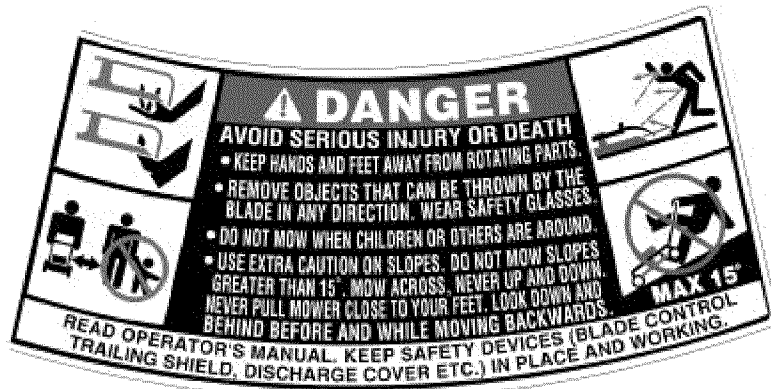 DANGER
AVOID SERIOUS INJURY OR DEATH
• KEEP HANDS AND FEET AWAY FROM ROTATING PARTS.
• REMOVE OBJECTS THAT CAN BE THROWN BY THE
BLADE IN ANY DIRECTION. WEAR SAFETY GLASSES.
• DO NOT MOW WHEN CHILDREN OR OTHERS ARE AROUND.
• USE EXTRA CAUTION ON SLOPES. DO NOT MOW SLOPES
GREATER THAN 15°. MOW ACROSS, NEVER UP AND DOWN.
NEVER PULL MOWER CLOSE TO YOUR FEET. LOOK DOWN AND
BEHIND BEFORE AND WHILE MOVING BACKWARDS.
MAX 15°
READ OPERATOR'S MANUAL. KEEP SAFETY DEVICES (BLADE CONTROL
TRAILING SHIELD, DISCHARGE COVER ETC.) IN PLACE AND WORKING.